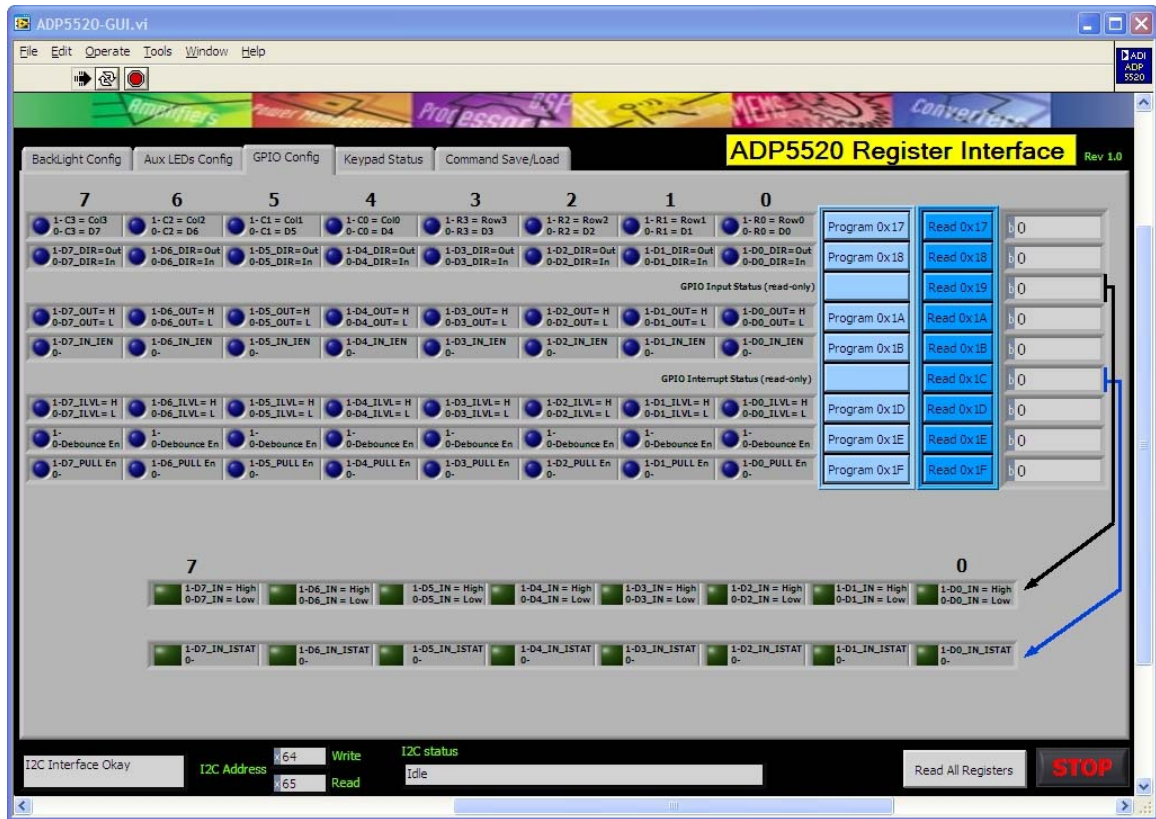 ADP5520-GUI.vi
File Edit Operate Tools Window Help
ADI
ADP
5520
Amplifiers Power Management Processors DSP MEMS Converters
BackLight Config Aux LEDs Config GPIO Config Keypad Status Command Save/Load
ADP5520 Register Interface Rev 1.0
7 6 5 4 3 2 1 0
1- C3 = Col3 1- C2 = Col2 1- C1 = Col1 1- C0 = Col0 1- R3 = Row3 1- R2 = Row2 1- R1 = Row1 1- R0 = Row0
0- C3 = D7 0- C2 = D6 0- C1 = D5 0- C0 = D4 0- R3 = D3 0- R2 = D2 0- R1 = D1 0- R0 = D0
Program 0x17 Read 0x17 b 0
1-D7_DIR=Out 1-D6_DIR=Out 1-D5_DIR=Out 1-D4_DIR=Out 1-D3_DIR=Out 1-D2_DIR=Out 1-D1_DIR=Out 1-D0_DIR=Out
0-D7_DIR=In 0-D6_DIR=In 0-D5_DIR=In 0-D4_DIR=In 0-D3_DIR=In 0-D2_DIR=In 0-D1_DIR=In 0-D0_DIR=In
Program 0x18 Read 0x18 b 0
GPIO Input Status (read-only) Read 0x19 b 0
1-D7_OUT= H 1-D6_OUT= H 1-D5_OUT= H 1-D4_OUT= H 1-D3_OUT= H 1-D2_OUT= H 1-D1_OUT= H 1-D0_OUT= H
0-D7_OUT= L 0-D6_OUT= L 0-D5_OUT= L 0-D4_OUT= L 0-D3_OUT= L 0-D2_OUT= L 0-D1_OUT= L 0-D0_OUT= L
Program 0x1A Read 0x1A b 0
1-D7_IN_IEN 1-D6_IN_IEN 1-D5_IN_IEN 1-D4_IN_IEN 1-D3_IN_IEN 1-D2_IN_IEN 1-D1_IN_IEN 1-D0_IN_IEN
0- 0- 0- 0- 0- 0- 0- 0-
Program 0x1B Read 0x1B b 0
GPIO Interrupt Status (read-only) Read 0x1C b 0
1-D7_ILVL= H 1-D6_ILVL= H 1-D5_ILVL= H 1-D4_ILVL= H 1-D3_ILVL= H 1-D2_ILVL= H 1-D1_ILVL= H 1-D0_ILVL= H
0-D7_ILVL= L 0-D6_ILVL= L 0-D5_ILVL= L 0-D4_ILVL= L 0-D3_ILVL= L 0-D2_ILVL= L 0-D1_ILVL= L 0-D0_ILVL= L
Program 0x1D Read 0x1D b 0
1- 1- 1- 1- 1- 1- 1- 1-
0-Debounce En 0-Debounce En 0-Debounce En 0-Debounce En 0-Debounce En 0-Debounce En 0-Debounce En 0-Debounce En
Program 0x1E Read 0x1E b 0
1-D7_PULL En 1-D6_PULL En 1-D5_PULL En 1-D4_PULL En 1-D3_PULL En 1-D2_PULL En 1-D1_PULL En 1-D0_PULL En
0- 0- 0- 0- 0- 0- 0- 0-
Program 0x1F Read 0x1F b 0
7 0
1-D7_IN = High 1-D6_IN = High 1-D5_IN = High 1-D4_IN = High 1-D3_IN = High 1-D2_IN = High 1-D1_IN = High 1-D0_IN = High
0-D7_IN = Low 0-D6_IN = Low 0-D5_IN = Low 0-D4_IN = Low 0-D3_IN = Low 0-D2_IN = Low 0-D1_IN = Low 0-D0_IN = Low
1-D7_IN_ISTAT 1-D6_IN_ISTAT 1-D5_IN_ISTAT 1-D4_IN_ISTAT 1-D3_IN_ISTAT 1-D2_IN_ISTAT 1-D1_IN_ISTAT 1-D0_IN_ISTAT
0- 0- 0- 0- 0- 0- 0- 0-
I2C Interface Okay
I2C Address
x 64 Write
x 65 Read
I2C status
Idle
Read All Registers
STOP